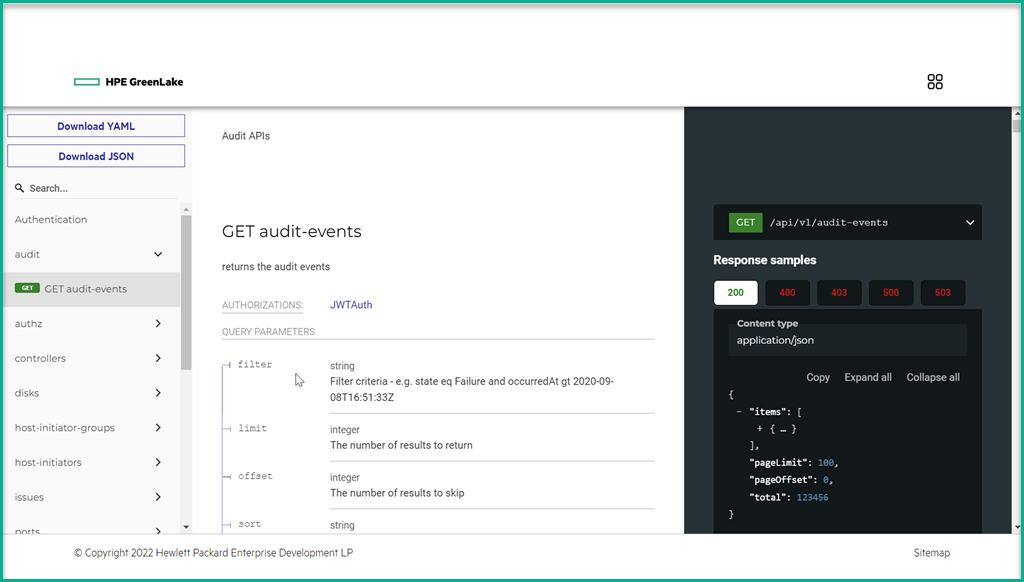 HPE GreenLake
Download YAML
Download JSON
Search...
Authentication
audit
GET GET audit-events
authz
controllers
disks
host-initiator-groups
host-initiators
issues
ports
Audit APIs
GET audit-events
returns the audit events
AUTHORIZATIONS: JWTAuth
QUERY PARAMETERS
filter string
Filter criteria - e.g. state eq Failure and occurredAt gt 2020-09-
08T16:51:33Z
limit integer
The number of results to return
offset integer
The number of results to skip
sort string
GET /api/v1/audit-events
Response samples
200 400 403 500 503
Content type
application/json
Copy Expand all Collapse all
{
− "items": [
+ { … }
],
"pageLimit": 100,
"pageOffset": 0,
"total": 123456
}
© Copyright 2022 Hewlett Packard Enterprise Development LP
Sitemap